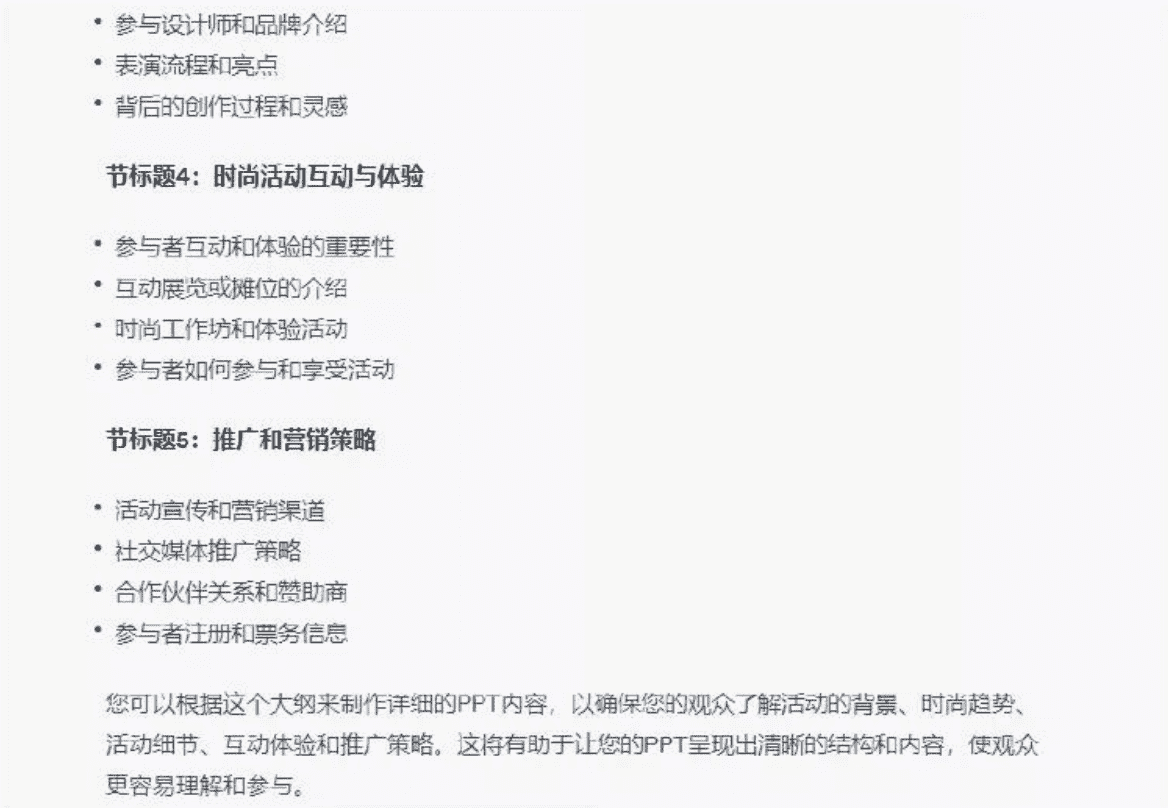 • 参与设计师和品牌介绍
• 表演流程和亮点
• 背后的创作过程和灵感
节标题4：时尚活动互动与体验
• 参与者互动和体验的重要性
• 互动展览或摊位的介绍
• 时尚工作坊和体验活动
• 参与者如何参与和享受活动
节标题5：推广和营销策略
• 活动宣传和营销渠道
• 社交媒体推广策略
• 合作伙伴关系和赞助商
• 参与者注册和票务信息
您可以根据这个大纲来制作详细的PPT内容，以确保您的观众了解活动的背景、时尚趋势、
活动细节、互动体验和推广策略。这将有助于让您的PPT呈现出清晰的结构和内容，使观众
更容易理解和参与。